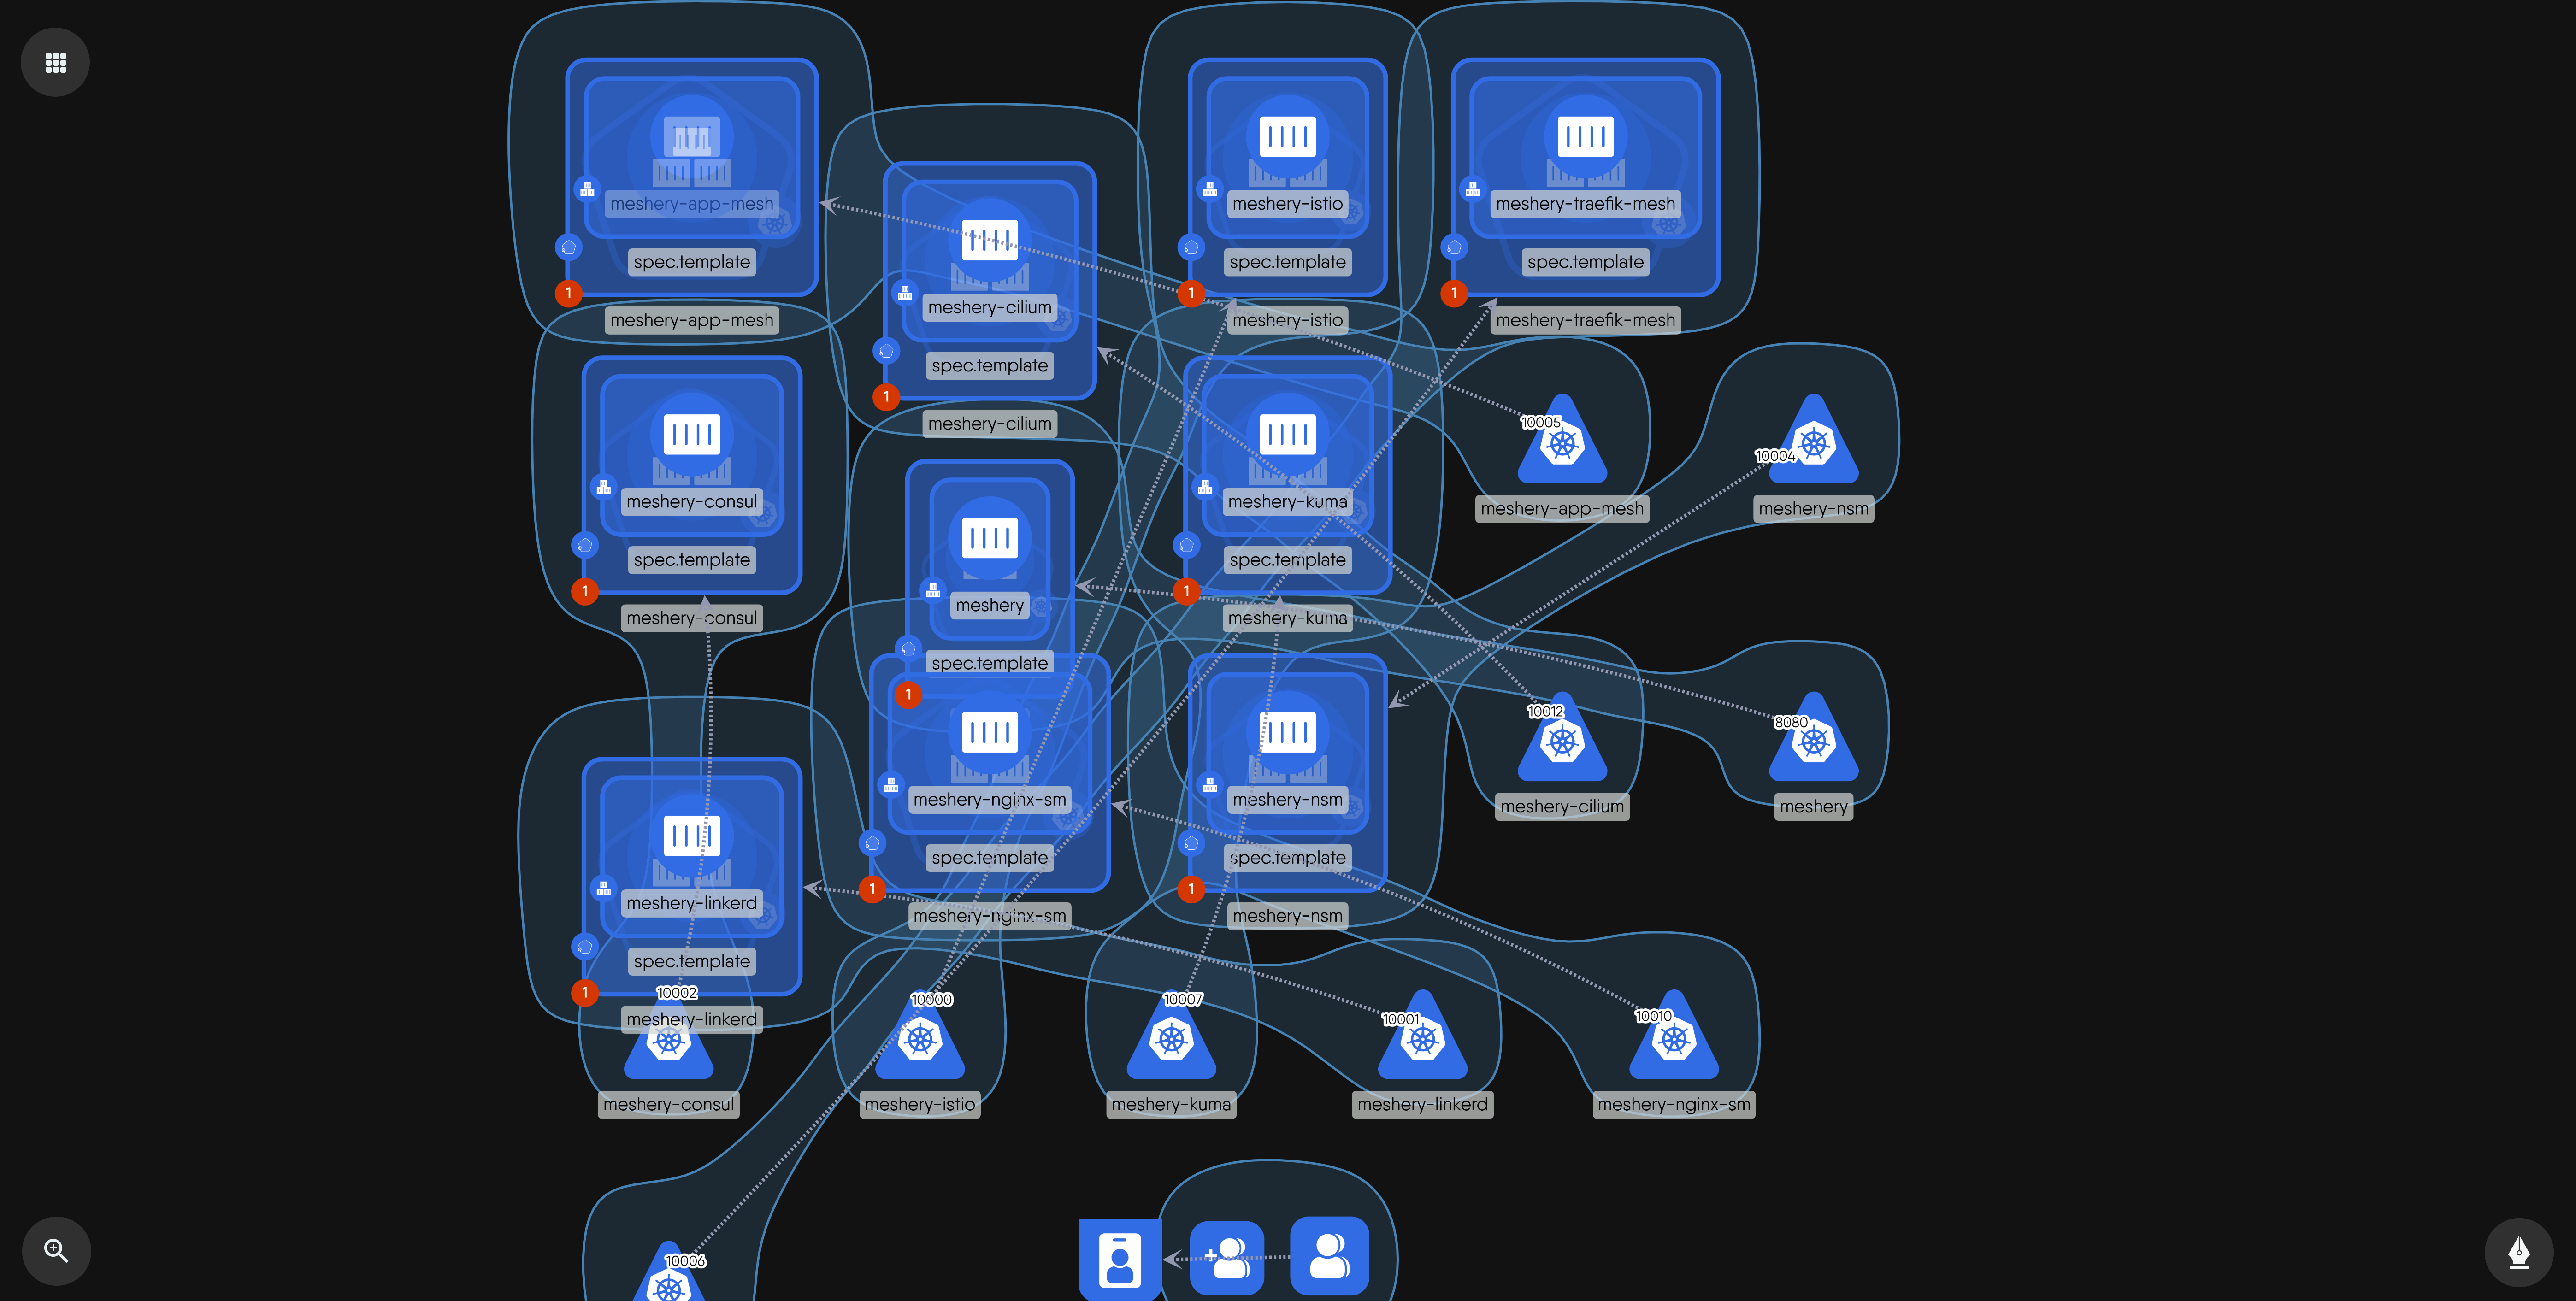 meshery-app-mesh
spec.template
1
meshery-app-mesh
meshery-cilium
spec.template
1
meshery-cilium
meshery-istio
spec.template
1
meshery-istio
meshery-traefik-mesh
spec.template
1
meshery-traefik-mesh
meshery-consul
spec.template
1
meshery-consul
meshery
spec.template
1
meshery-kuma
spec.template
1
meshery-kuma
10005
meshery-app-mesh
10004
meshery-nsm
meshery-linkerd
spec.template
1
meshery-linkerd
meshery-nginx-sm
spec.template
1
meshery-nginx-sm
meshery-nsm
spec.template
1
meshery-nsm
10012
meshery-cilium
8080
meshery
10002
meshery-consul
10000
meshery-istio
10007
meshery-kuma
10001
meshery-linkerd
10010
meshery-nginx-sm
10006